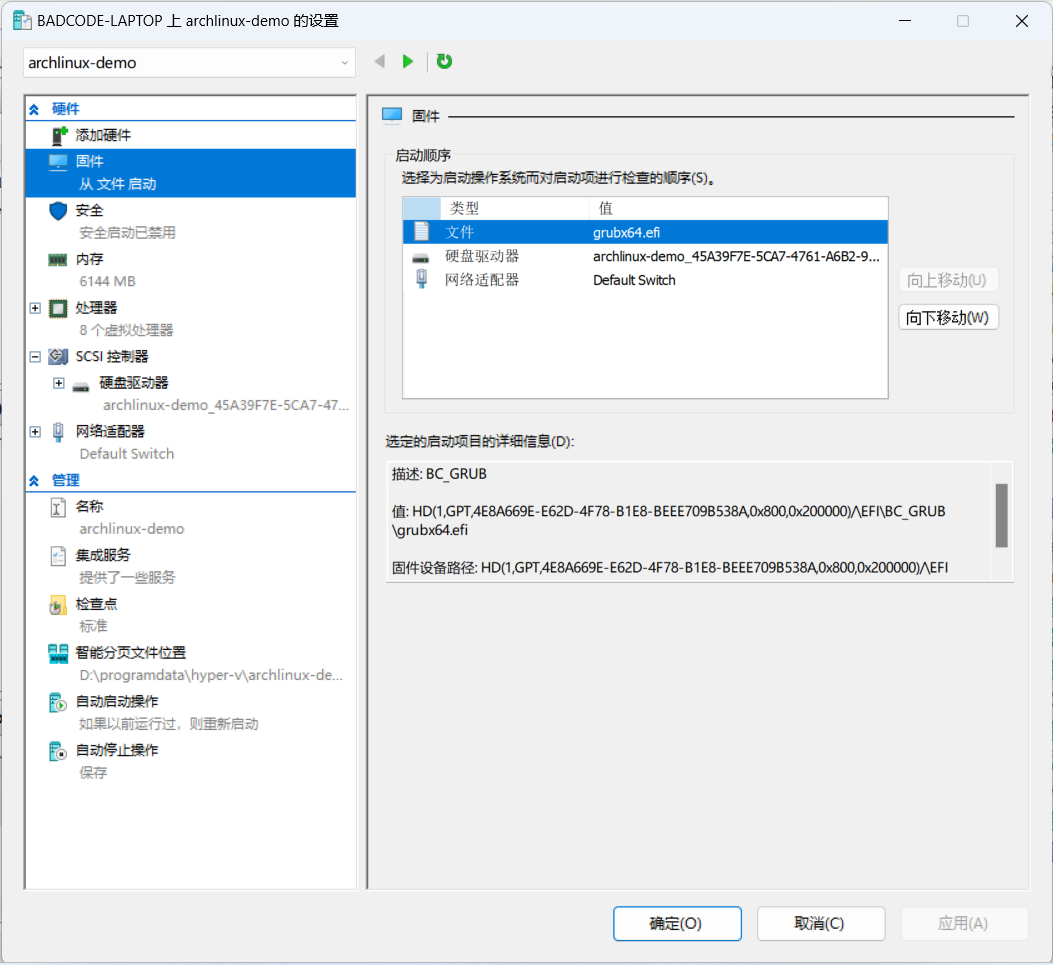 BADCODE-LAPTOP 上 archlinux-demo 的设置
archlinux-demo
硬件
添加硬件
固件
从 文件 启动
安全
安全启动已禁用
内存
6144 MB
处理器
8 个虚拟处理器
SCSI 控制器
硬盘驱动器
archlinux-demo_45A39F7E-5CA7-47...
网络适配器
Default Switch
管理
名称
archlinux-demo
集成服务
提供了一些服务
检查点
标准
智能分页文件位置
D:\programdata\hyper-v\archlinux-de...
自动启动操作
如果以前运行过，则重新启动
自动停止操作
保存
固件
启动顺序
选择为启动操作系统而对启动项进行检查的顺序(S)。
类型 值
文件 grubx64.efi
硬盘驱动器 archlinux-demo_45A39F7E-5CA7-4761-A6B2-9...
网络适配器 Default Switch
向上移动(U)
向下移动(W)
选定的启动项目的详细信息(D):
描述: BC_GRUB
值: HD(1,GPT,4E8A669E-E62D-4F78-B1E8-BEEE709B538A,0x800,0x200000)/\EFI\BC_GRUB
\grubx64.efi
固件设备路径: HD(1,GPT,4E8A669E-E62D-4F78-B1E8-BEEE709B538A,0x800,0x200000)/\EFI
确定(O) 取消(C) 应用(A)